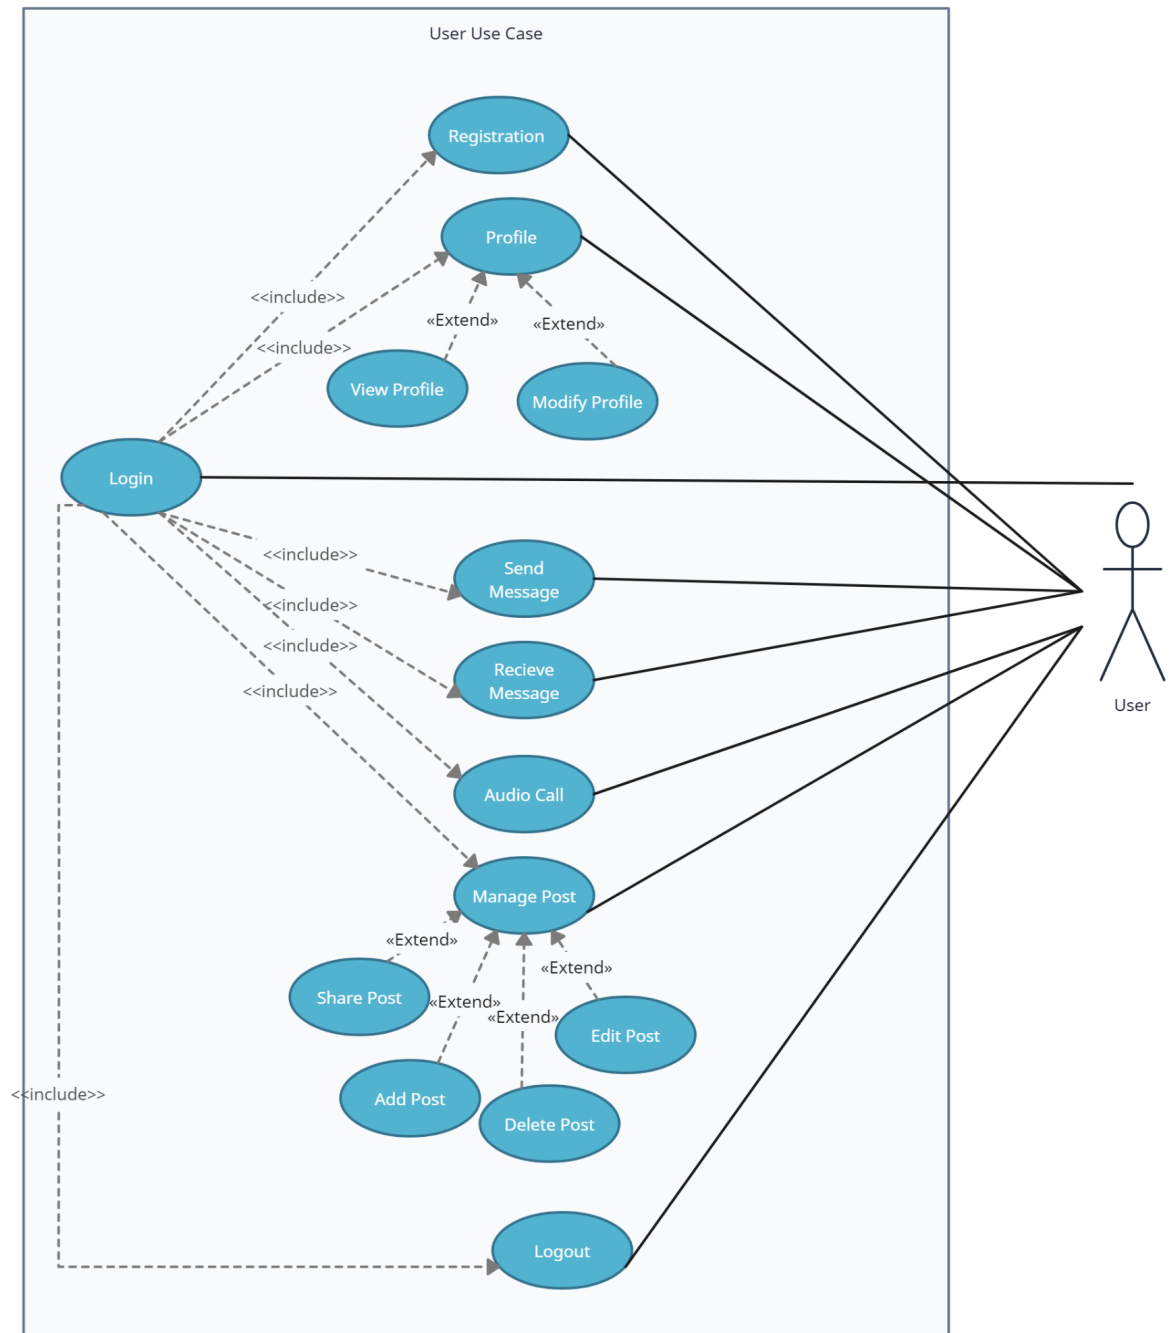 User Use Case
Registration
Profile
<<include>>
«Extend»
«Extend»
<<include>>
View Profile
Modify Profile
Login
<<include>>
Send
Message
<<include>>
<<include>>
Recieve
Message
<<include>>
User
Audio Call
Manage Post
«Extend»
«Extend»
Share Post
«Extend»
«Extend»
Edit Post
<<include>>
Add Post
Delete Post
Logout